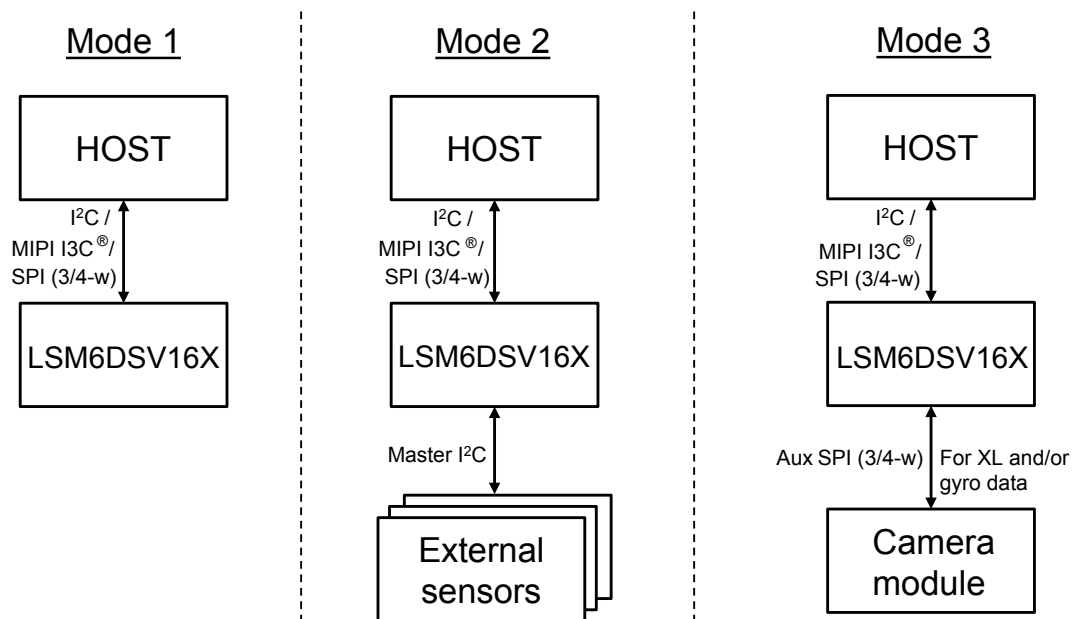 Mode 1
HOST
I²C /
MIPI I3C®/
SPI (3/4-w)
LSM6DSV16X
Mode 2
HOST
I²C /
MIPI I3C®/
SPI (3/4-w)
LSM6DSV16X
Master I²C
External
sensors
Mode 3
HOST
I²C /
MIPI I3C®/
SPI (3/4-w)
LSM6DSV16X
Aux SPI (3/4-w)
For XL and/or
gyro data
Camera
module